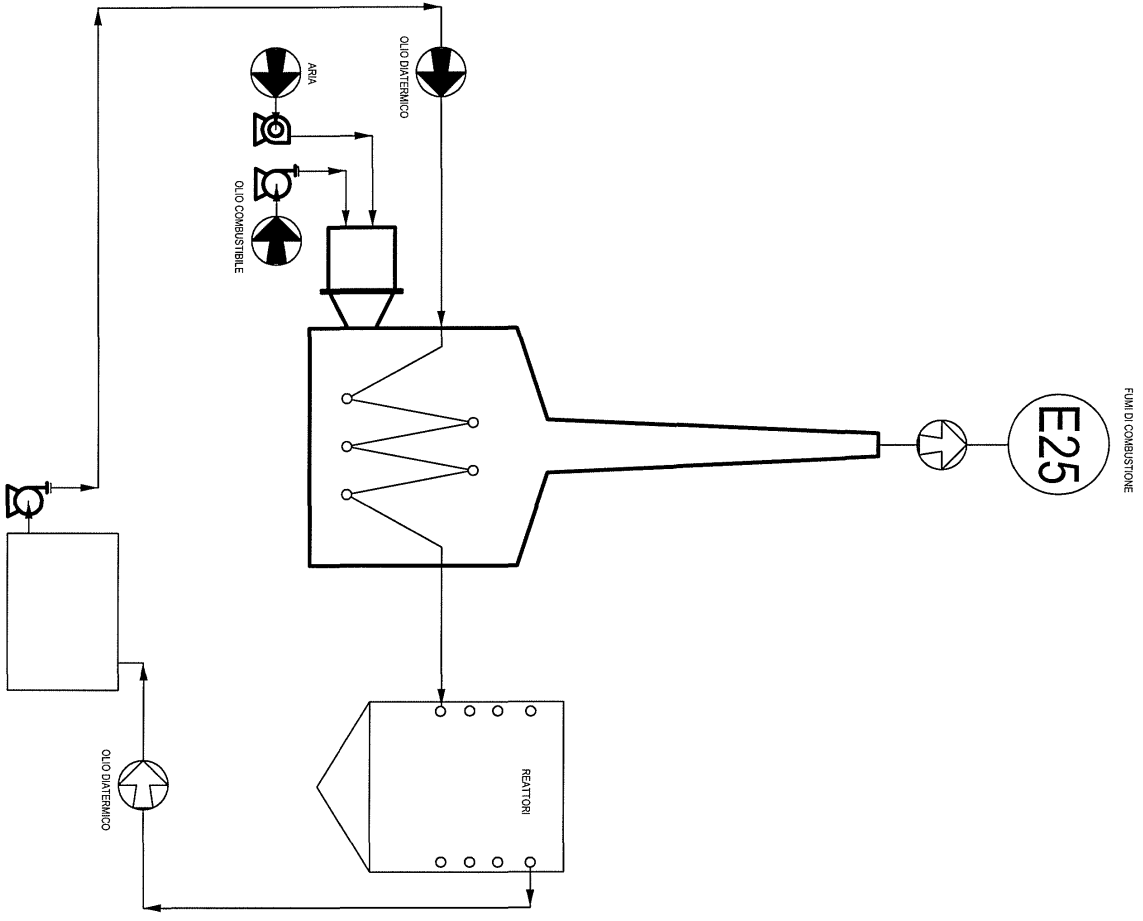 OLIO DIATERMICO
ARIA
OLIO COMBUSTIBILE
FUMI DI COMBUSTIONE
E25
REATTORI
OLIO DIATERMICO